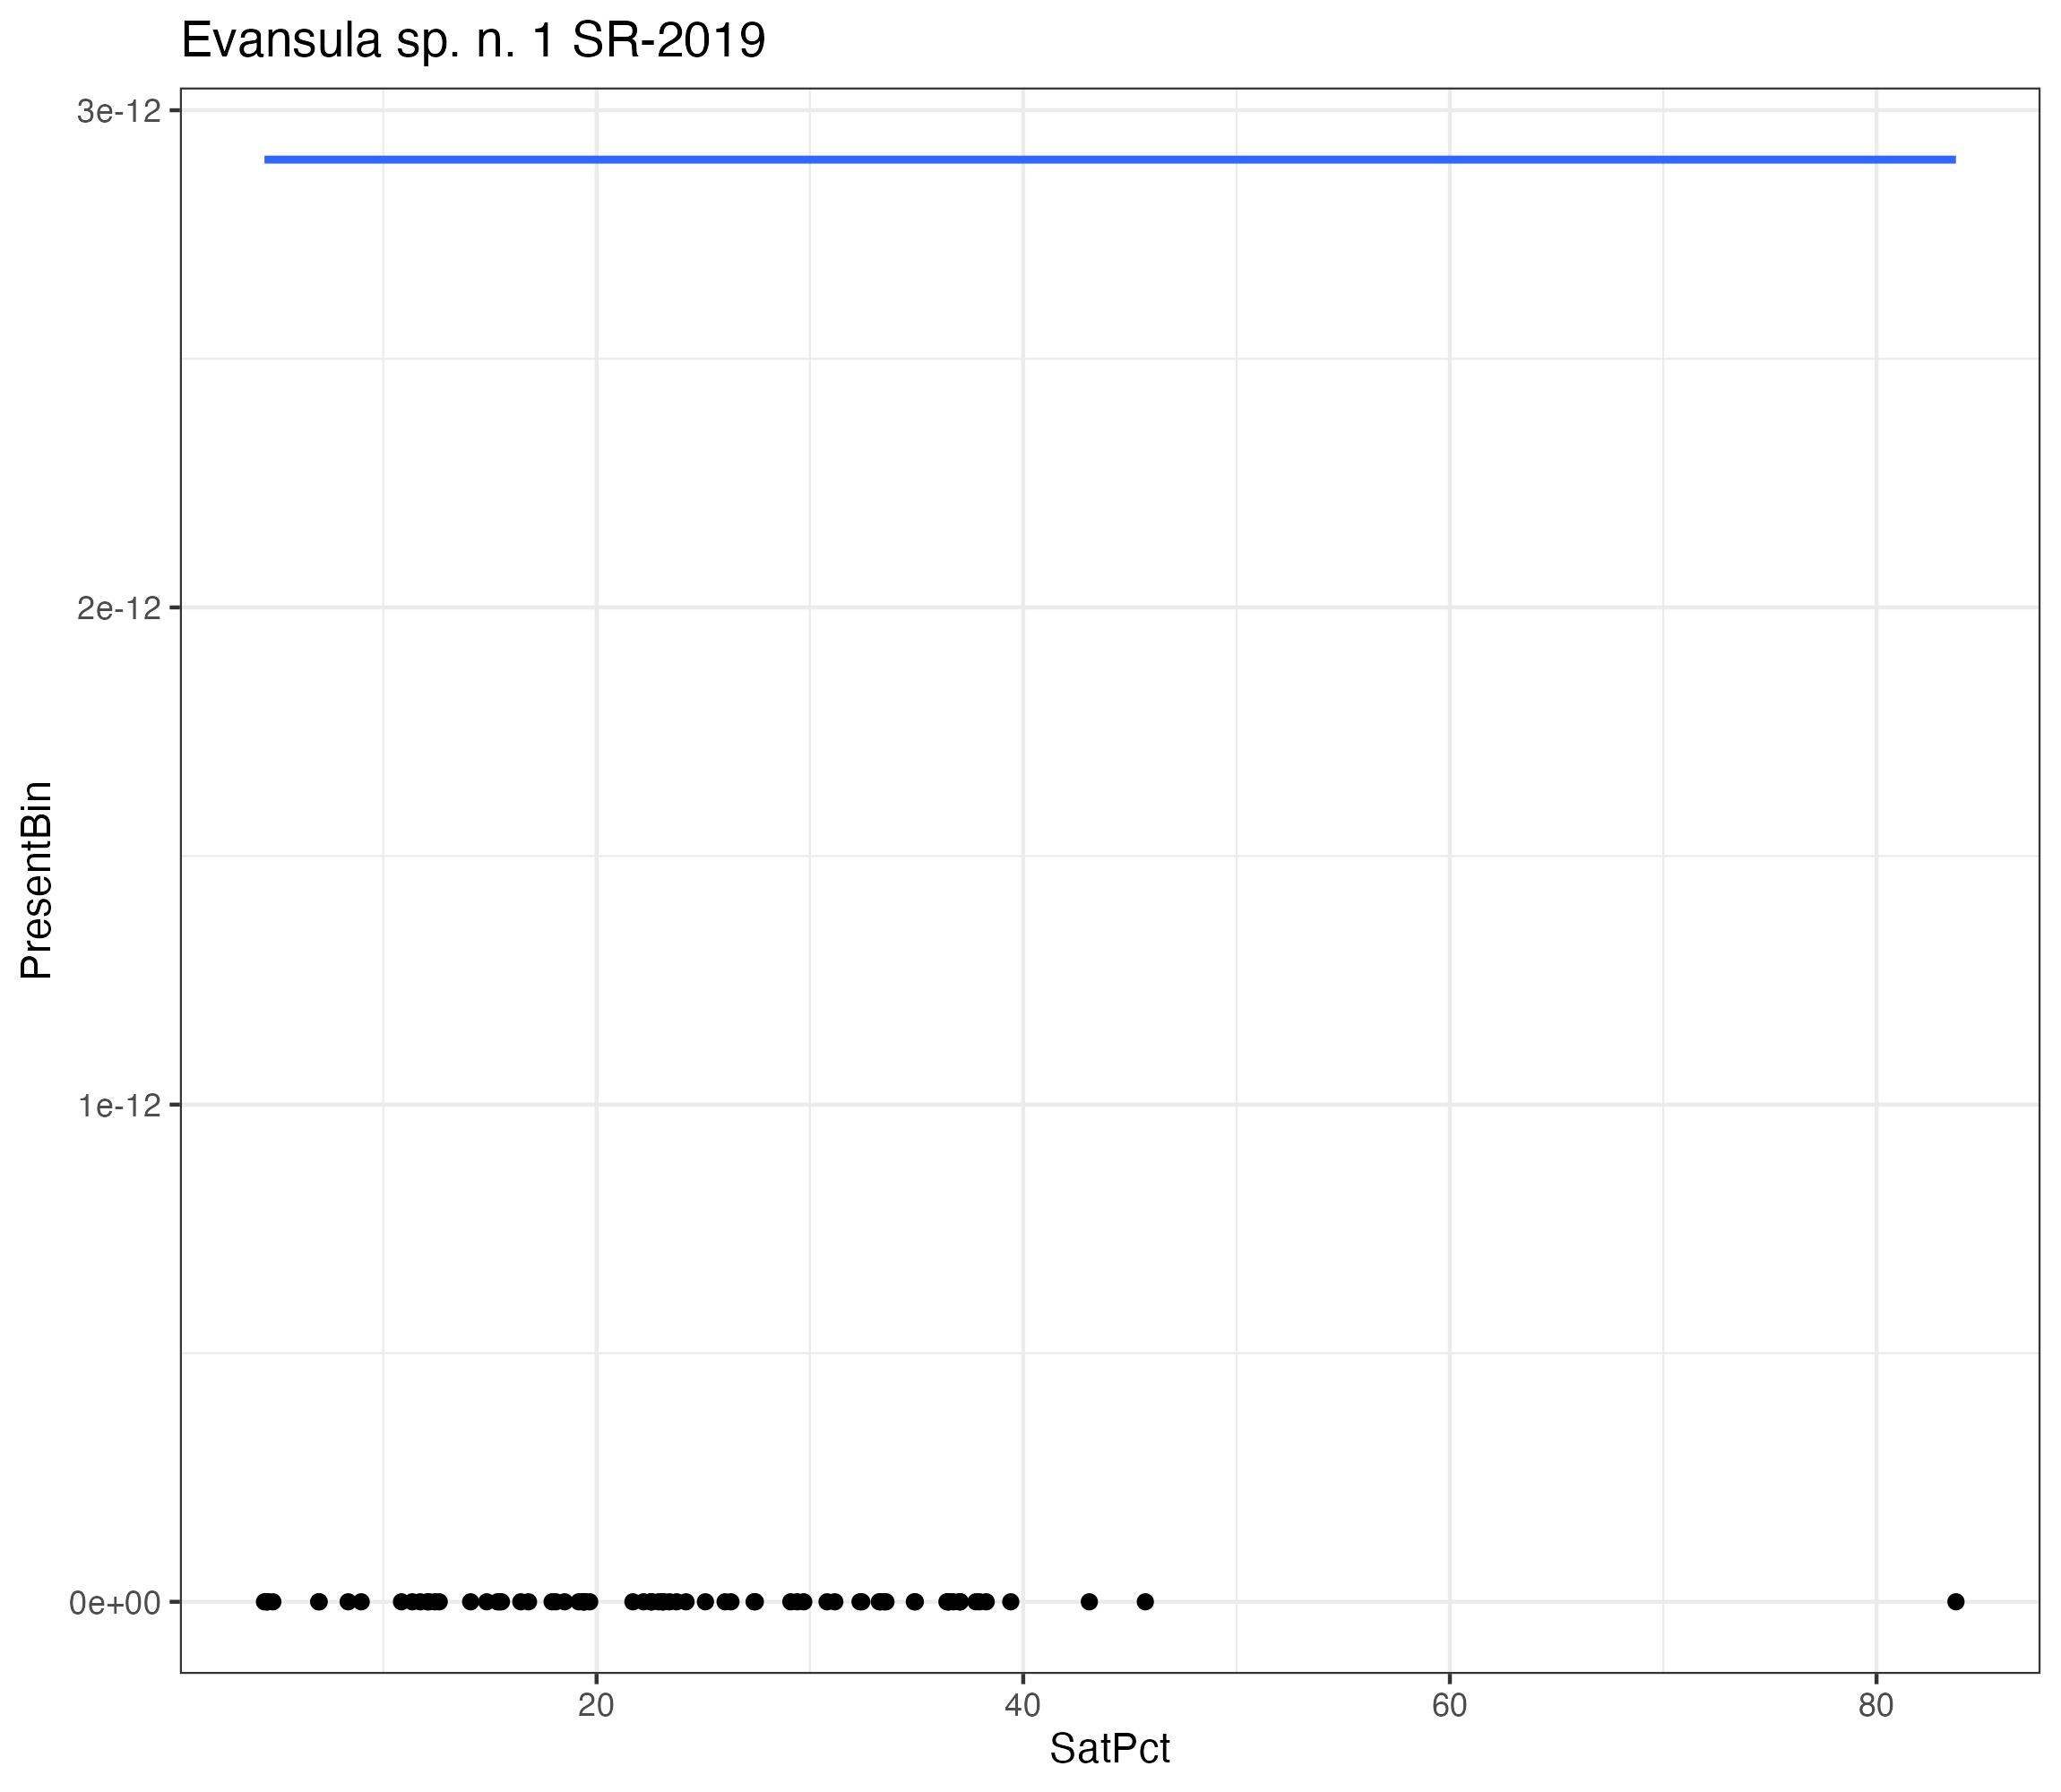 Evansula sp. n. 1 SR-2019
3e-12
2e-12
1e-12
0e+00
PresentBin
20 40 60 80
SatPct